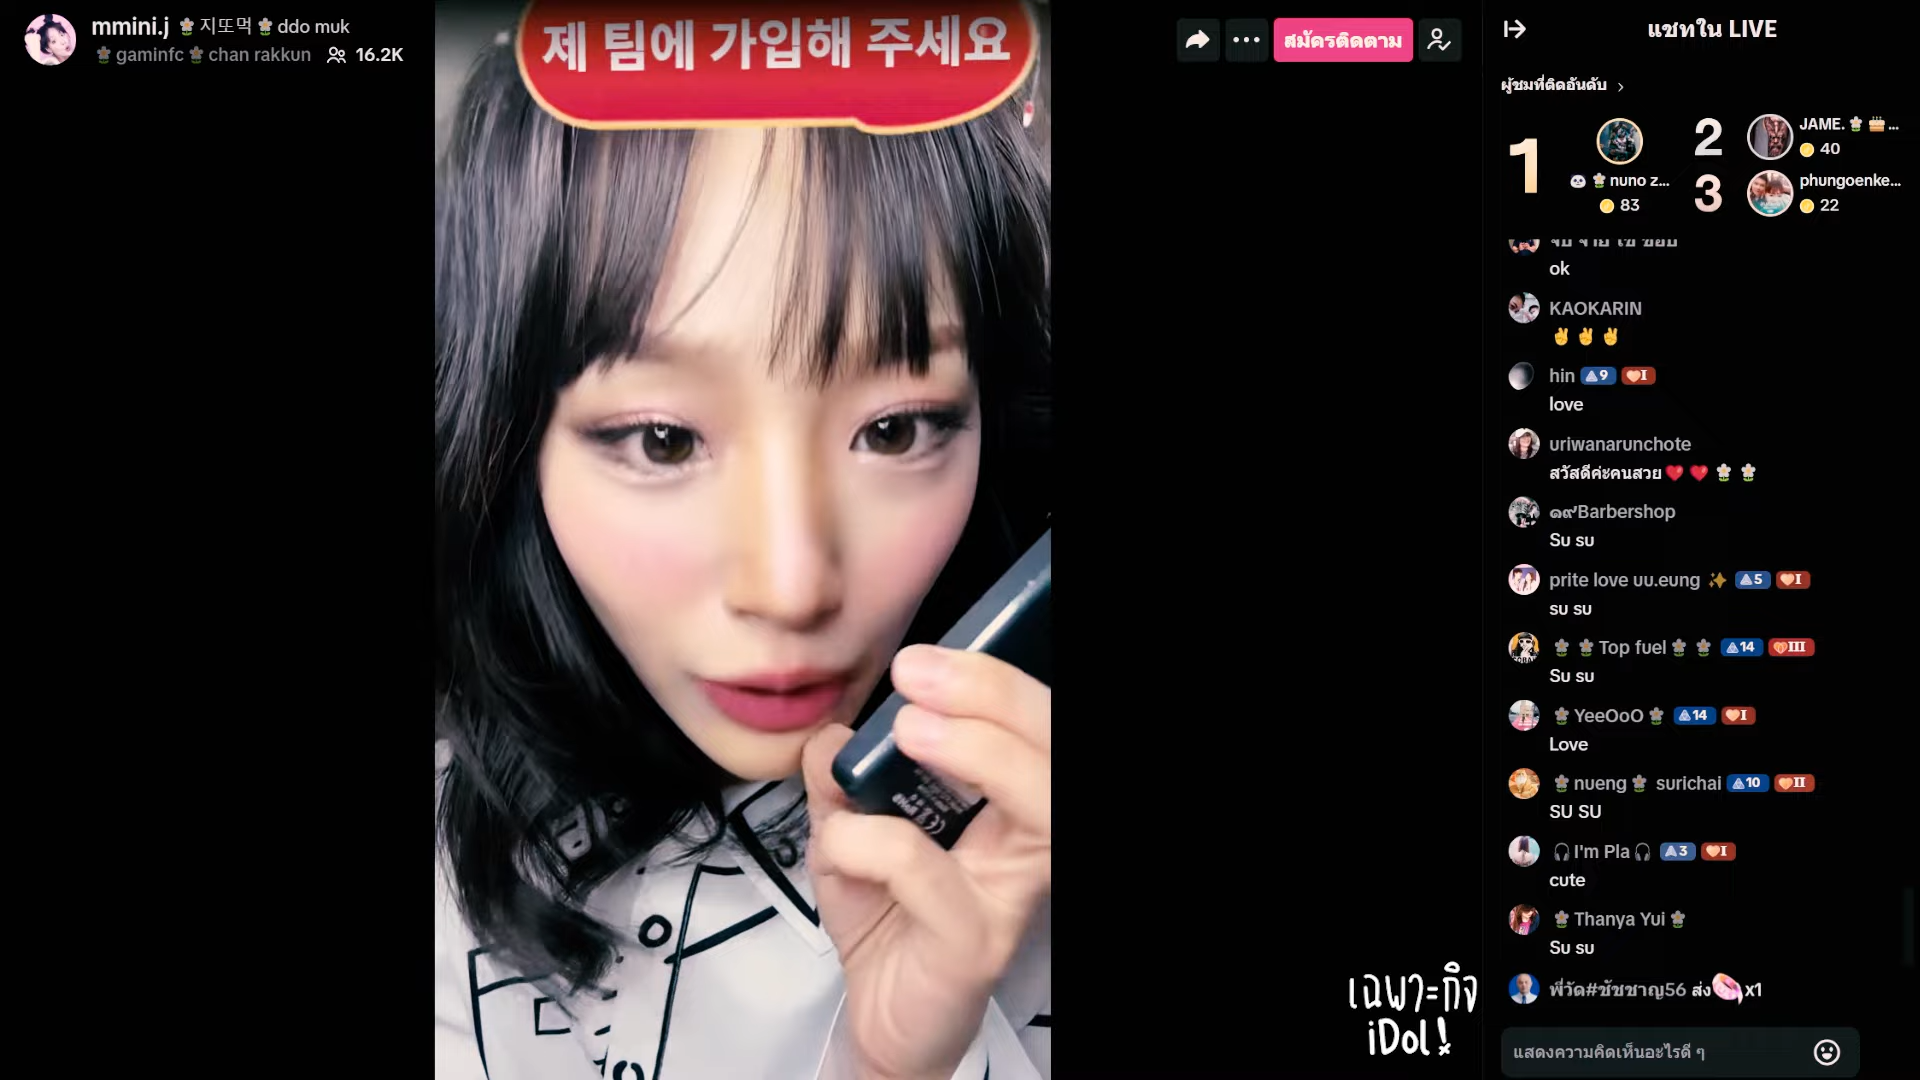 mmini.j 지또먹 ddo muk
gaminfc chan rakkun 16.2K
제 팀에 가입해 주세요
สมัครติดตาม
เฉพาะกิจ
iDol!
แชทใน LIVE
ผู้ชมที่ติดอันดับ
1
nuno z...
83
2
JAME. ...
40
3
phungoenke...
22
ok
KAOKARIN
hin 9 I
love
uriwanarunchote
สวัสดีค่ะคนสวย
๑๙Barbershop
Su su
prite love uu.eung 5 I
su su
Top fuel 14 III
Su su
YeeOoO 14 I
Love
nueng surichai 10 II
SU SU
I'm Pla 3 I
cute
Thanya Yui
Su su
พี่วัด#ชัชชาญ56 ส่ง x1
แสดงความคิดเห็นอะไรดี ๆ